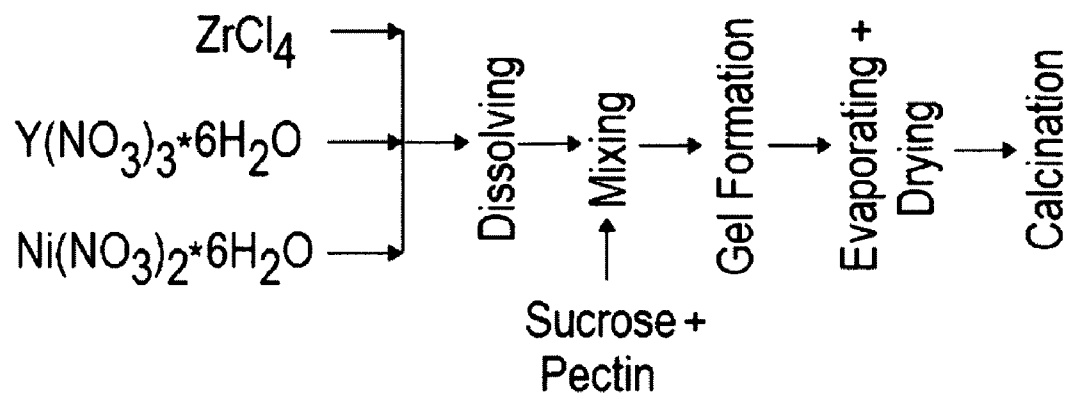 ZrCl4
Y(NO3)3*6H2O
Ni(NO3)2*6H2O
Dissolving
Mixing
Sucrose +
Pectin
Gel Formation
Evaporating +
Drying
Calcination